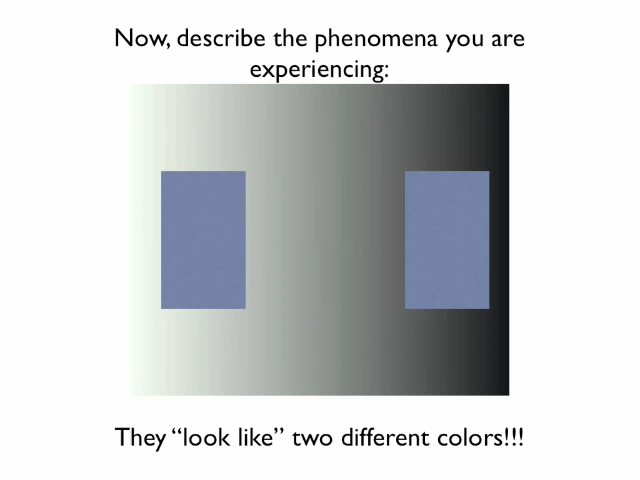 Now, describe the phenomena you are
experiencing:
They “look like” two different colors!!!